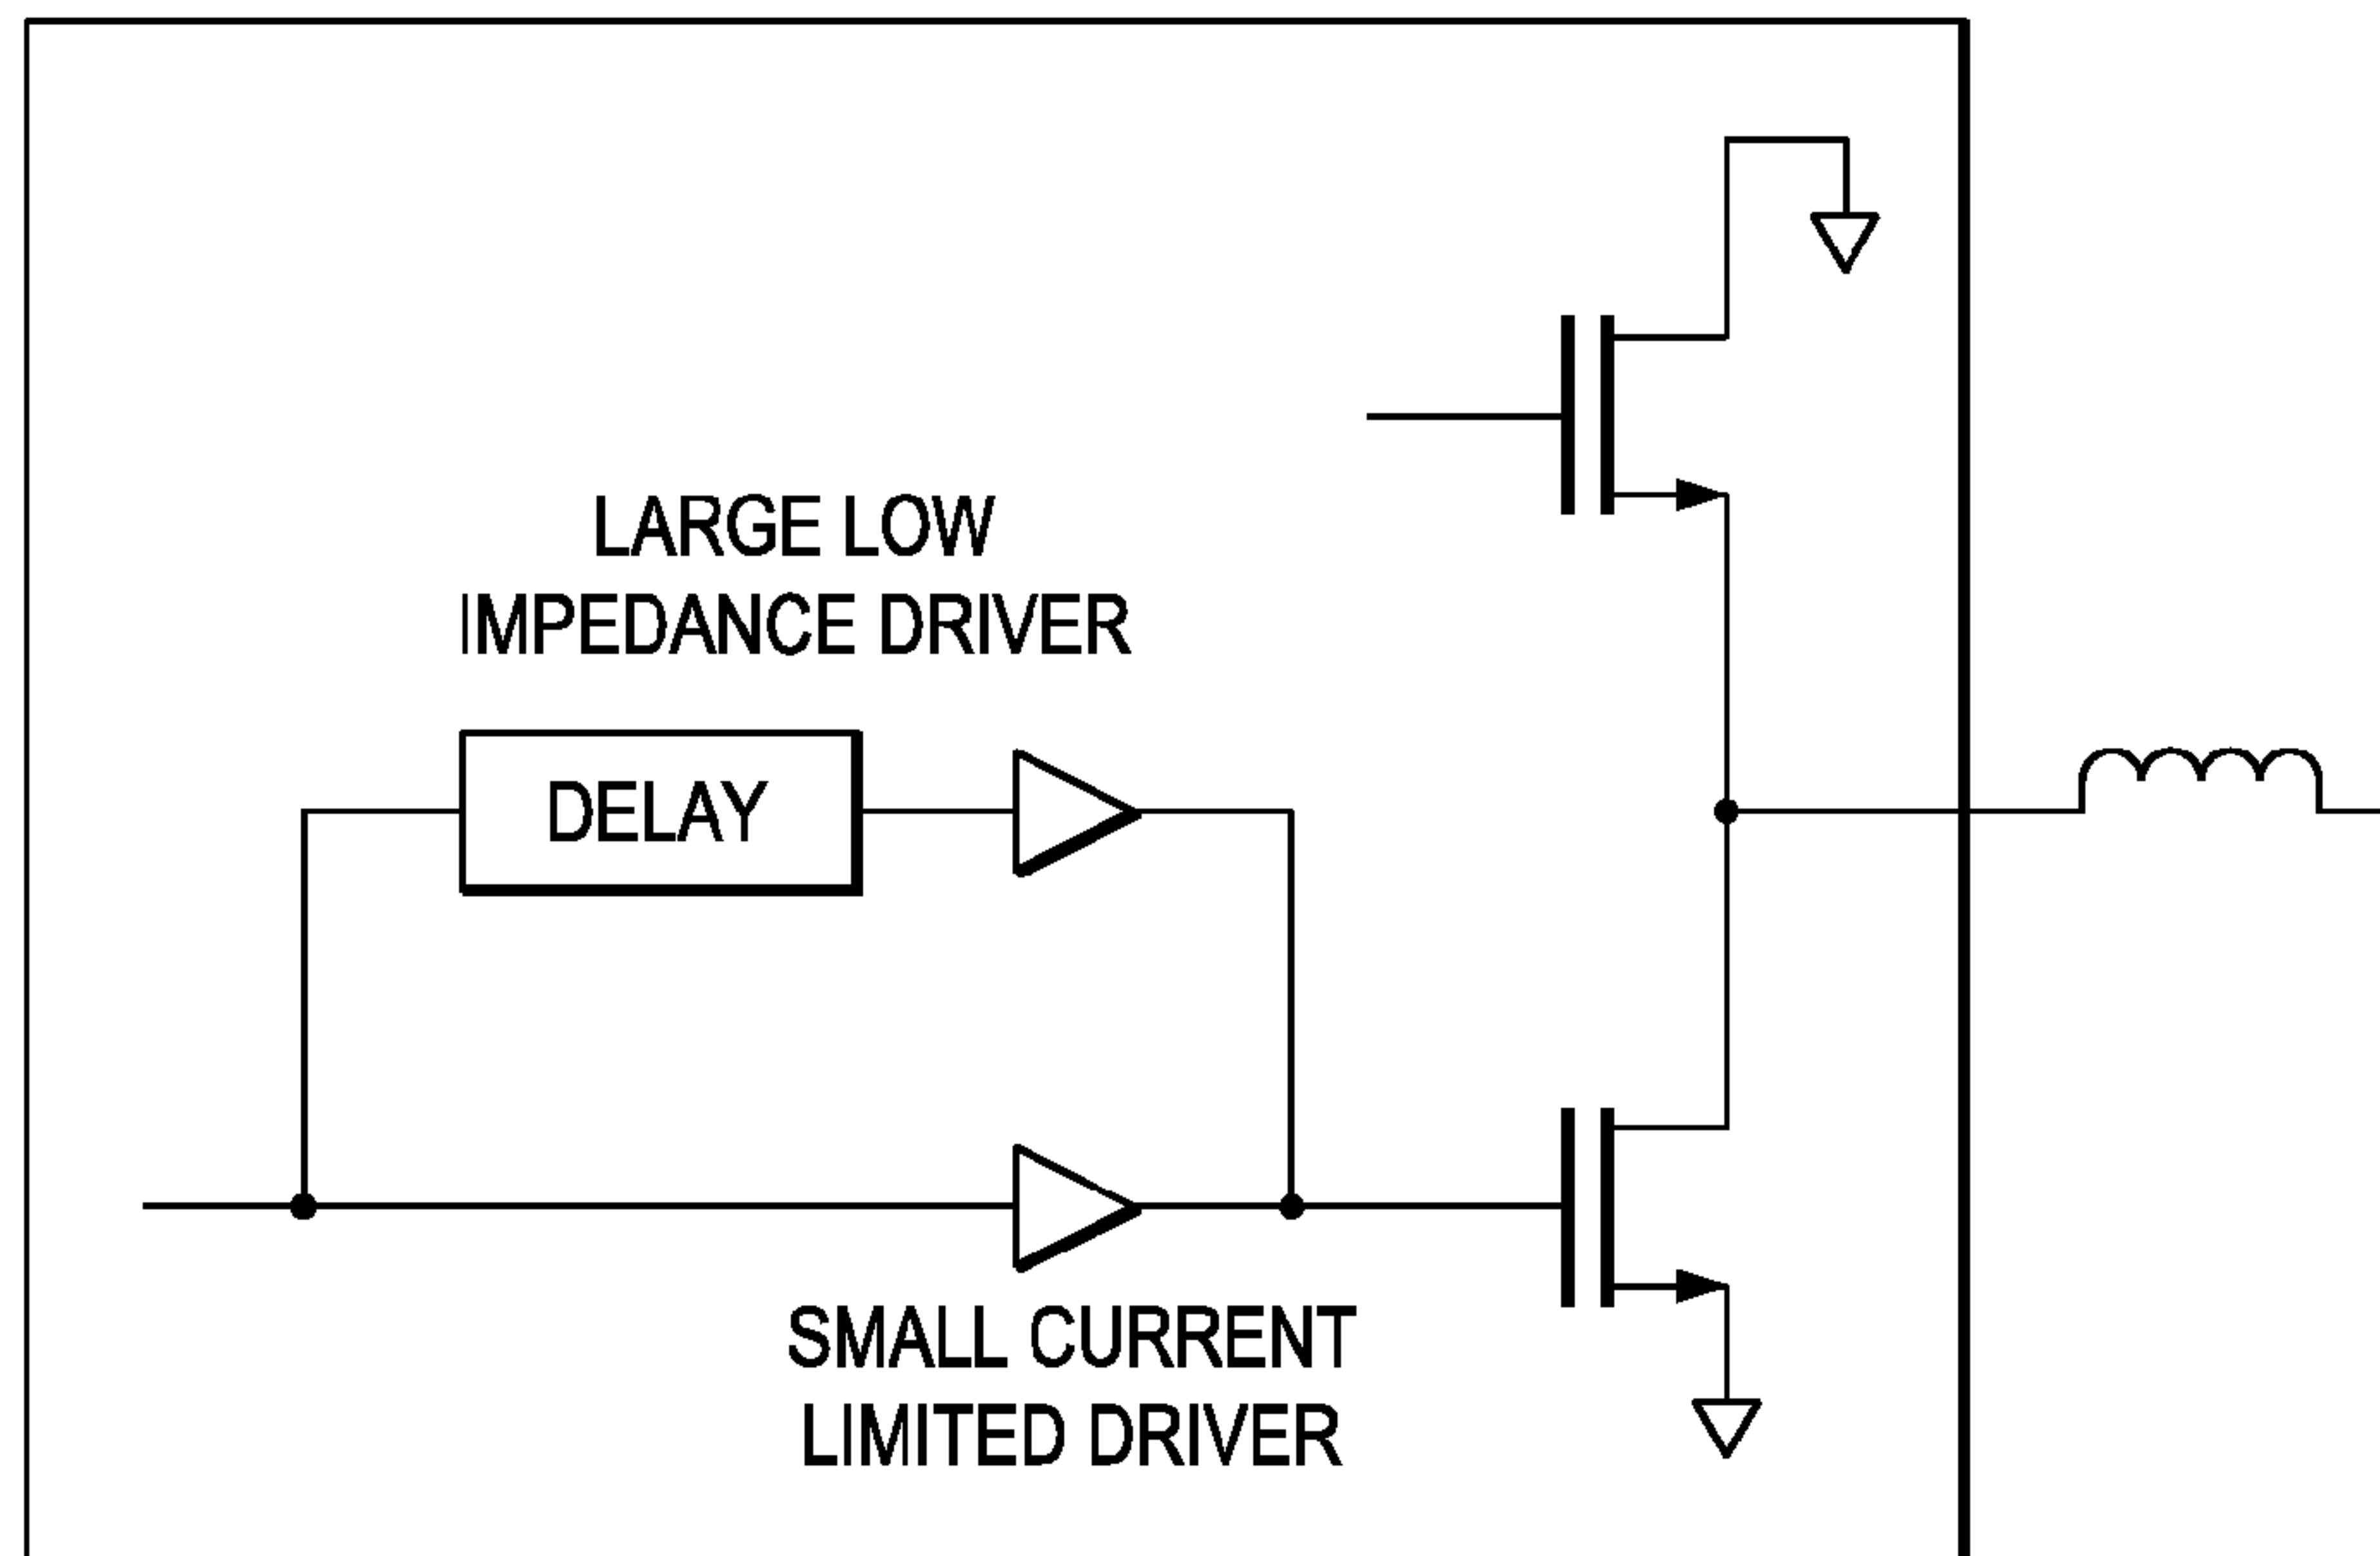 LARGE LOW
IMPEDANCE DRIVER
DELAY
SMALL CURRENT
LIMITED DRIVER